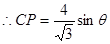 ∴ CP = 4/√3 sin θ